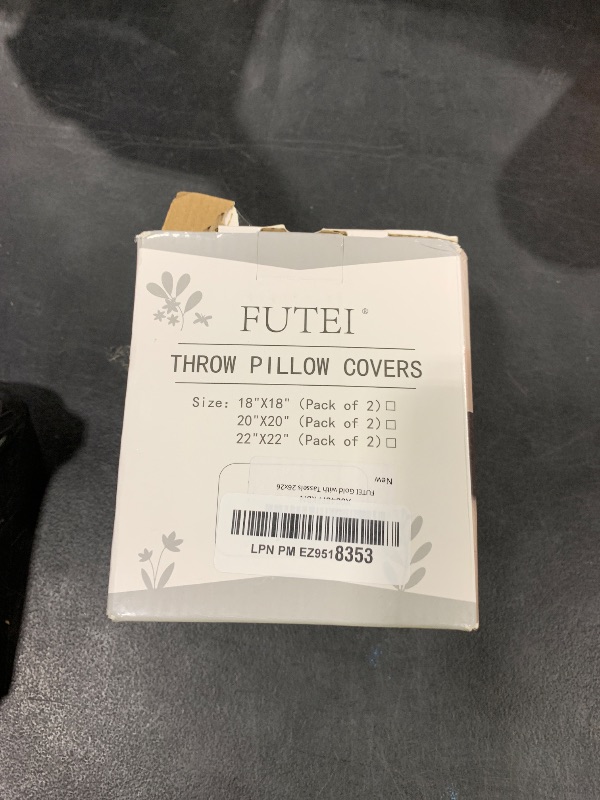 FUTEI®
THROW PILLOW COVERS
Size: 18"X18" (Pack of 2)☐
20"X20" (Pack of 2)☐
22"X22" (Pack of 2)☐
New
FUTEI Gold with Tassels 26x26
LPN PM EZ9518353